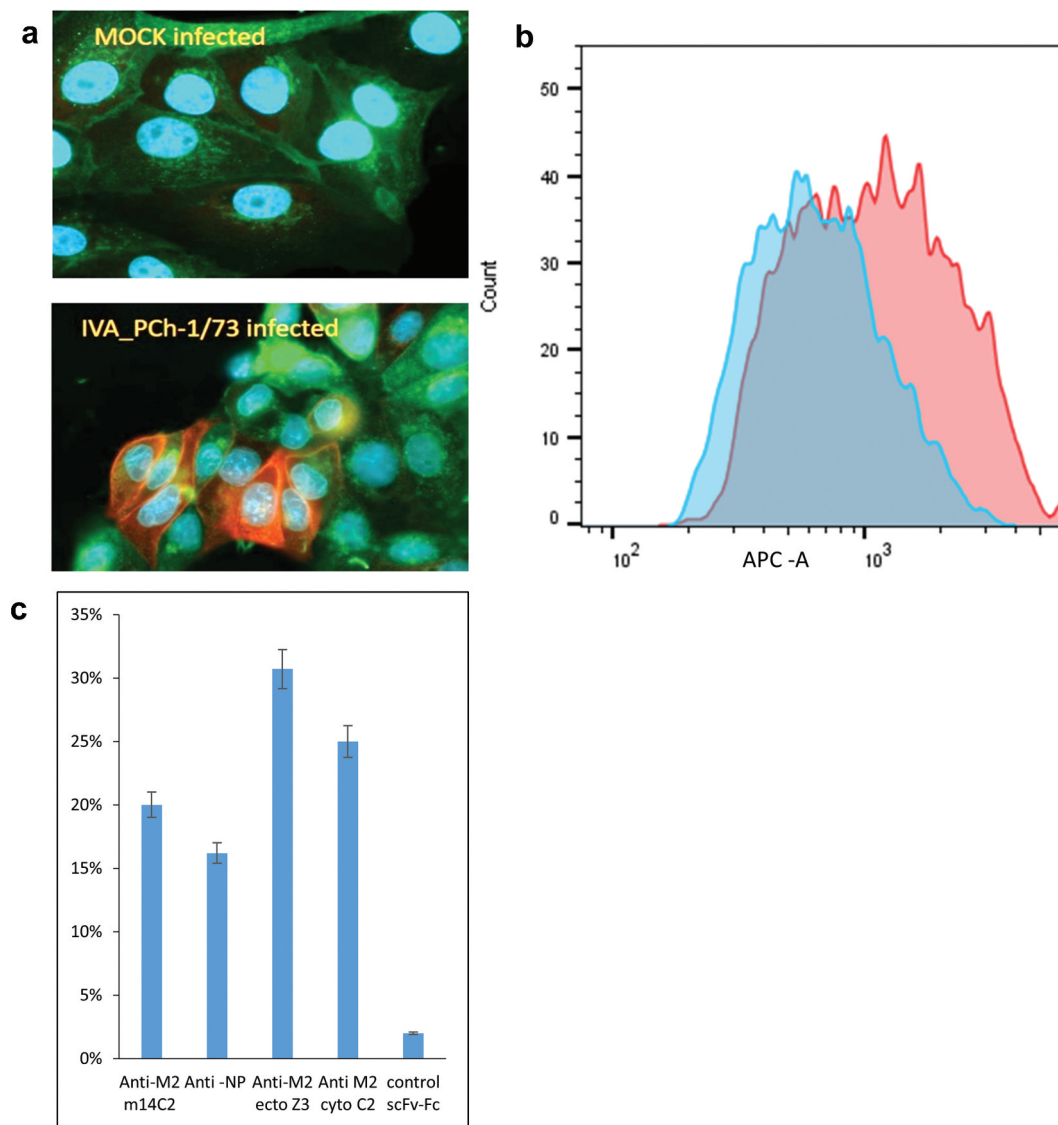 a
MOCK infected
IVA_PCh-1/73 infected
b
50
40
30
20
10
0
Count
10²
10³
APC -A
c
35%
30%
25%
20%
15%
10%
5%
0%
Anti-M2 m14C2
Anti -NP
Anti-M2 ecto Z3
Anti M2 cyto C2
control scFv-Fc